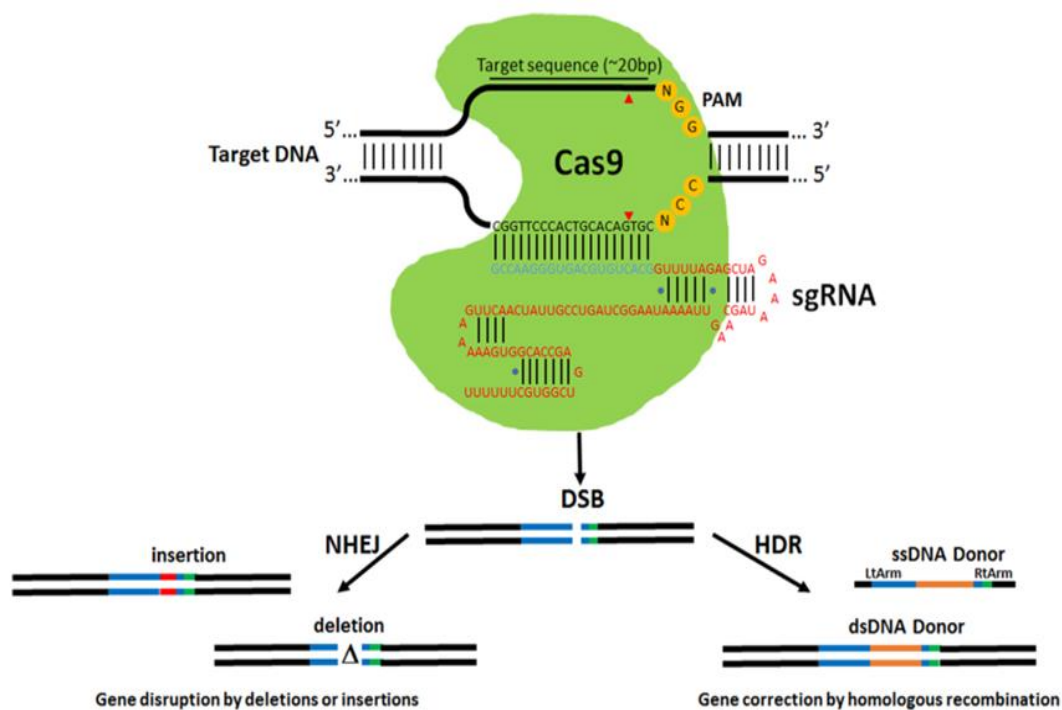 Target sequence (~20bp)
N
G
G
PAM
5′...
... 3′
Target DNA
Cas9
3′...
... 5′
C
C
N
CGGTTCCCACTGCACAGTGC
GCCAAGGGUGACGUGUCACGGUUUUAGAGCUA
G
A
A
A
sgRNA
GUUCAACUAUUGCCUGAUCGGAAUAAAAUU
CGAU
A
A
G
A
A
A
AAAGUGGCACCGA
G
UUUUUUCGUGGCU
DSB
NHEJ
HDR
insertion
ssDNA Donor
LtArm
RtArm
deletion
Δ
dsDNA Donor
Gene disruption by deletions or insertions
Gene correction by homologous recombination